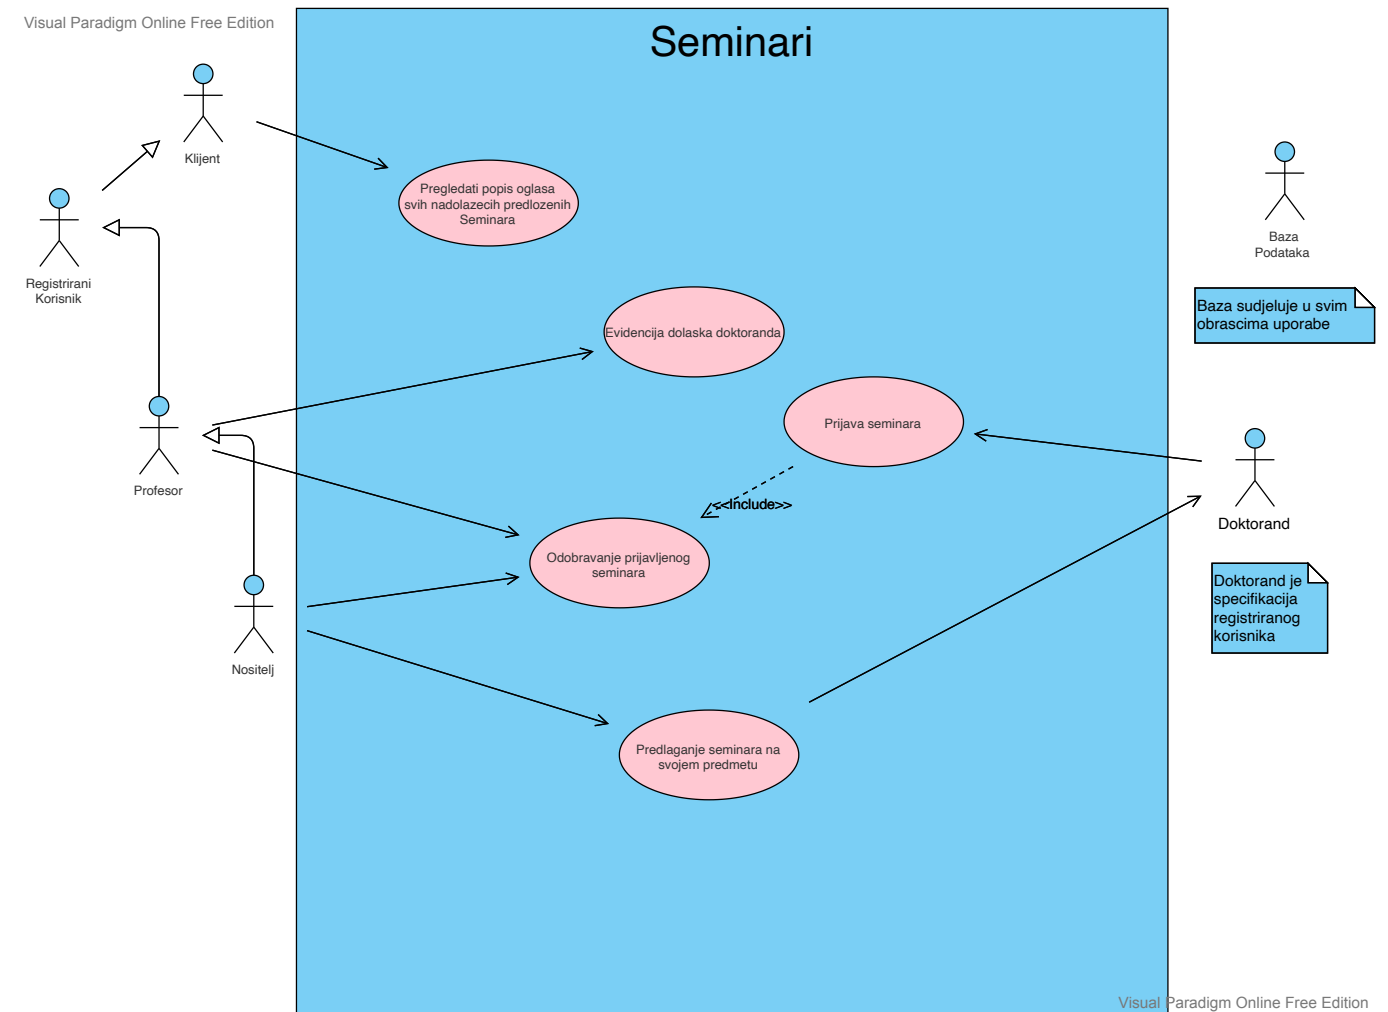 Visual Paradigm Online Free Edition
Seminari
Klijent
Pregledati popis oglasa
svih nadolazecih predlozenih
Seminara
Registrirani
Korisnik
Baza
Podataka
Baza sudjeluje u svim
obrascima uporabe
Evidencija dolaska doktoranda
Prijava seminara
Profesor
<<Include>>
Doktorand
Odobravanje prijavljenog
seminara
Doktorand je
specifikacija
registriranog
korisnika
Nositelj
Predlaganje seminara na
svojem predmetu
Visual Paradigm Online Free Edition